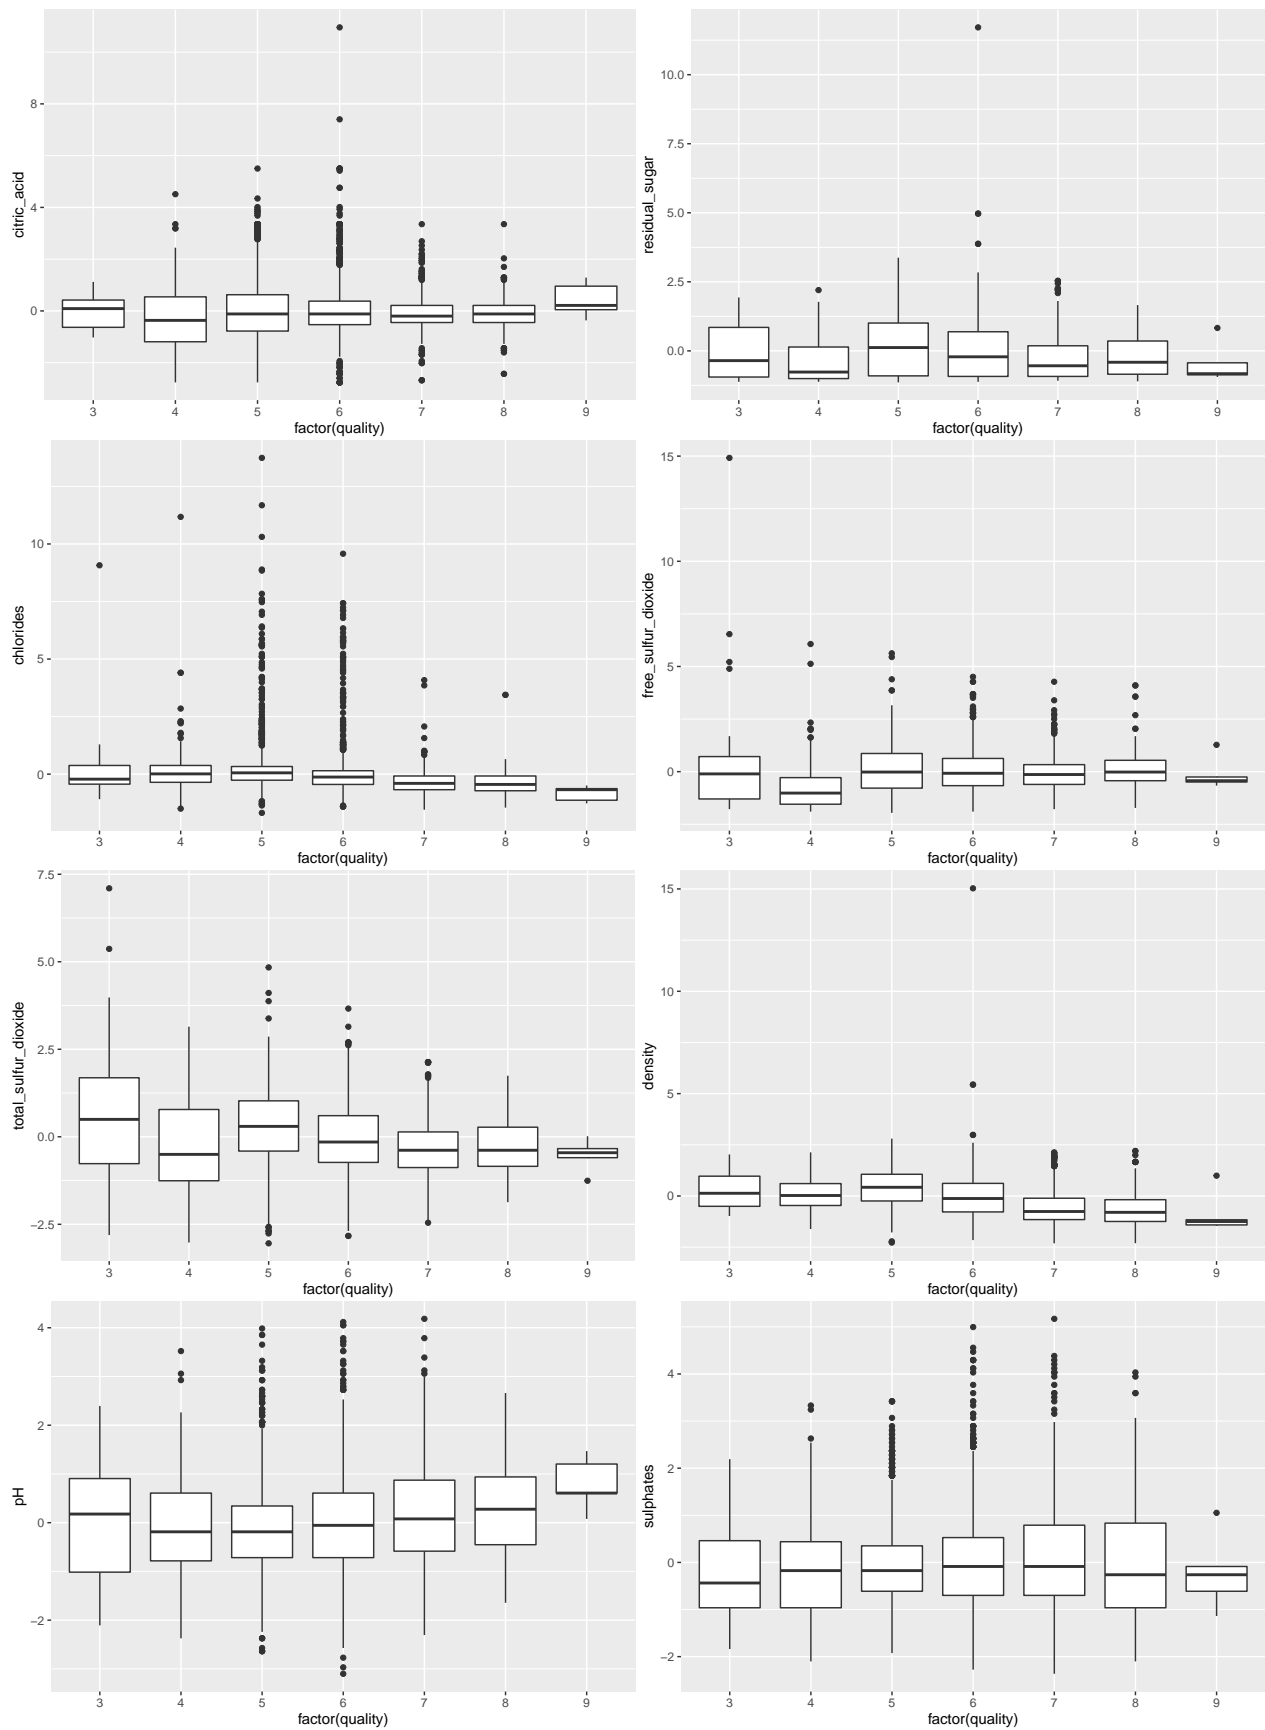 citric_acid
8
4
0
3 4 5 6 7 8 9
factor(quality)
residual_sugar
10.0
7.5
5.0
2.5
0.0
3 4 5 6 7 8 9
factor(quality)
chlorides
10
5
0
3 4 5 6 7 8 9
factor(quality)
free_sulfur_dioxide
15
10
5
0
3 4 5 6 7 8 9
factor(quality)
total_sulfur_dioxide
7.5
5.0
2.5
0.0
−2.5
3 4 5 6 7 8 9
factor(quality)
density
15
10
5
0
3 4 5 6 7 8 9
factor(quality)
pH
4
2
0
−2
3 4 5 6 7 8 9
factor(quality)
sulphates
4
2
0
−2
3 4 5 6 7 8 9
factor(quality)